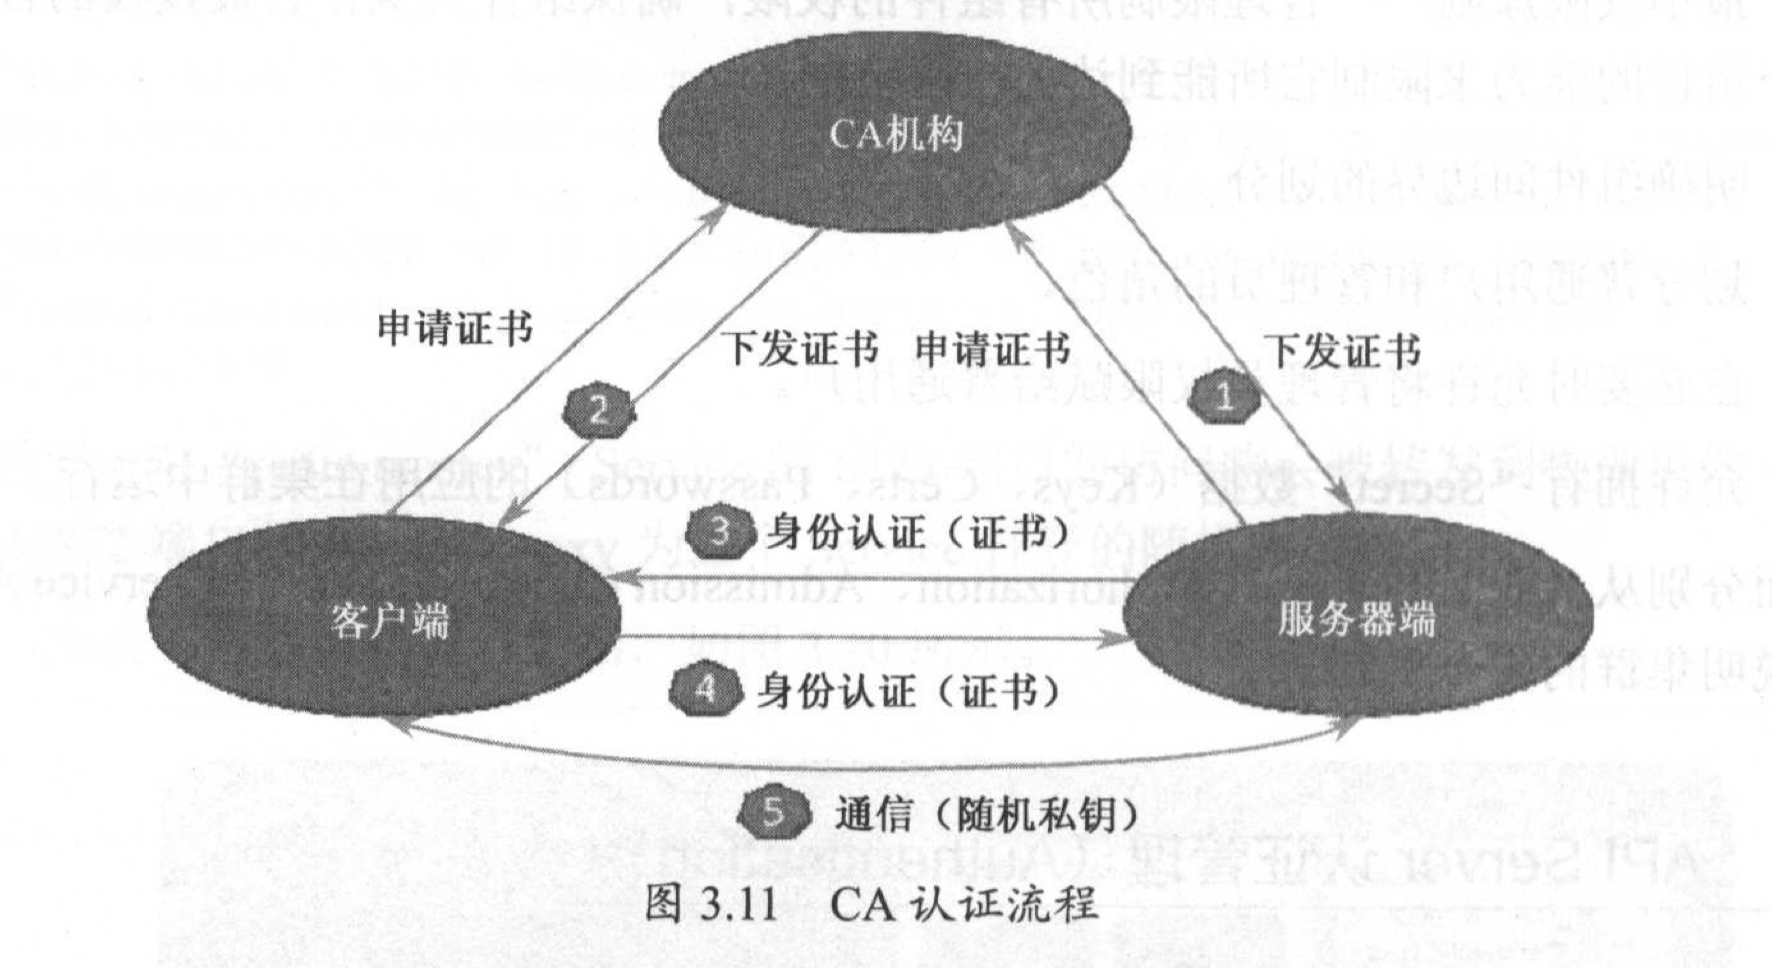 CA机构
申请证书
下发证书
申请证书
下发证书
2
1
3 身份认证（证书）
客户端
服务器端
4 身份认证（证书）
5 通信（随机私钥）
图 3.11 CA 认证流程